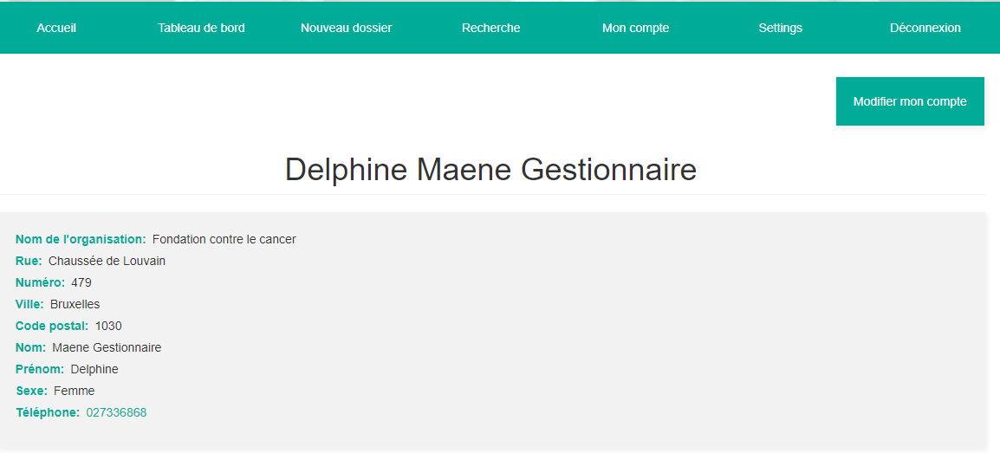 Accueil Tableau de bord Nouveau dossier Recherche Mon compte Settings Déconnexion
Modifier mon compte
Delphine Maene Gestionnaire
Nom de l'organisation: Fondation contre le cancer
Rue: Chaussée de Louvain
Numéro: 479
Ville: Bruxelles
Code postal: 1030
Nom: Maene Gestionnaire
Prénom: Delphine
Sexe: Femme
Téléphone: 027336868